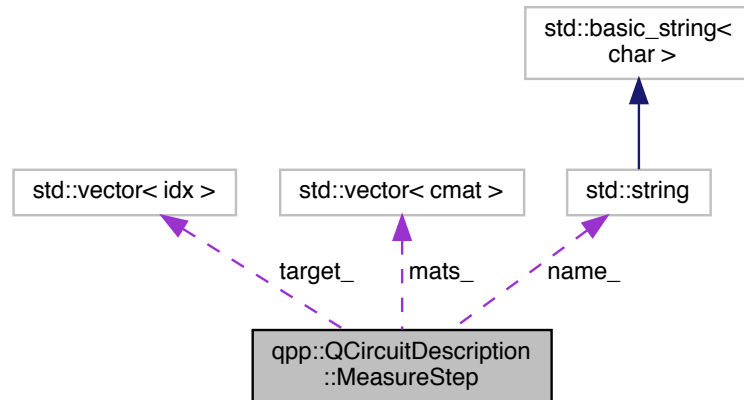 std::basic_string<
char >
std::vector< idx >
std::vector< cmat >
std::string
target_
mats_
name_
qpp::QCircuitDescription
::MeasureStep